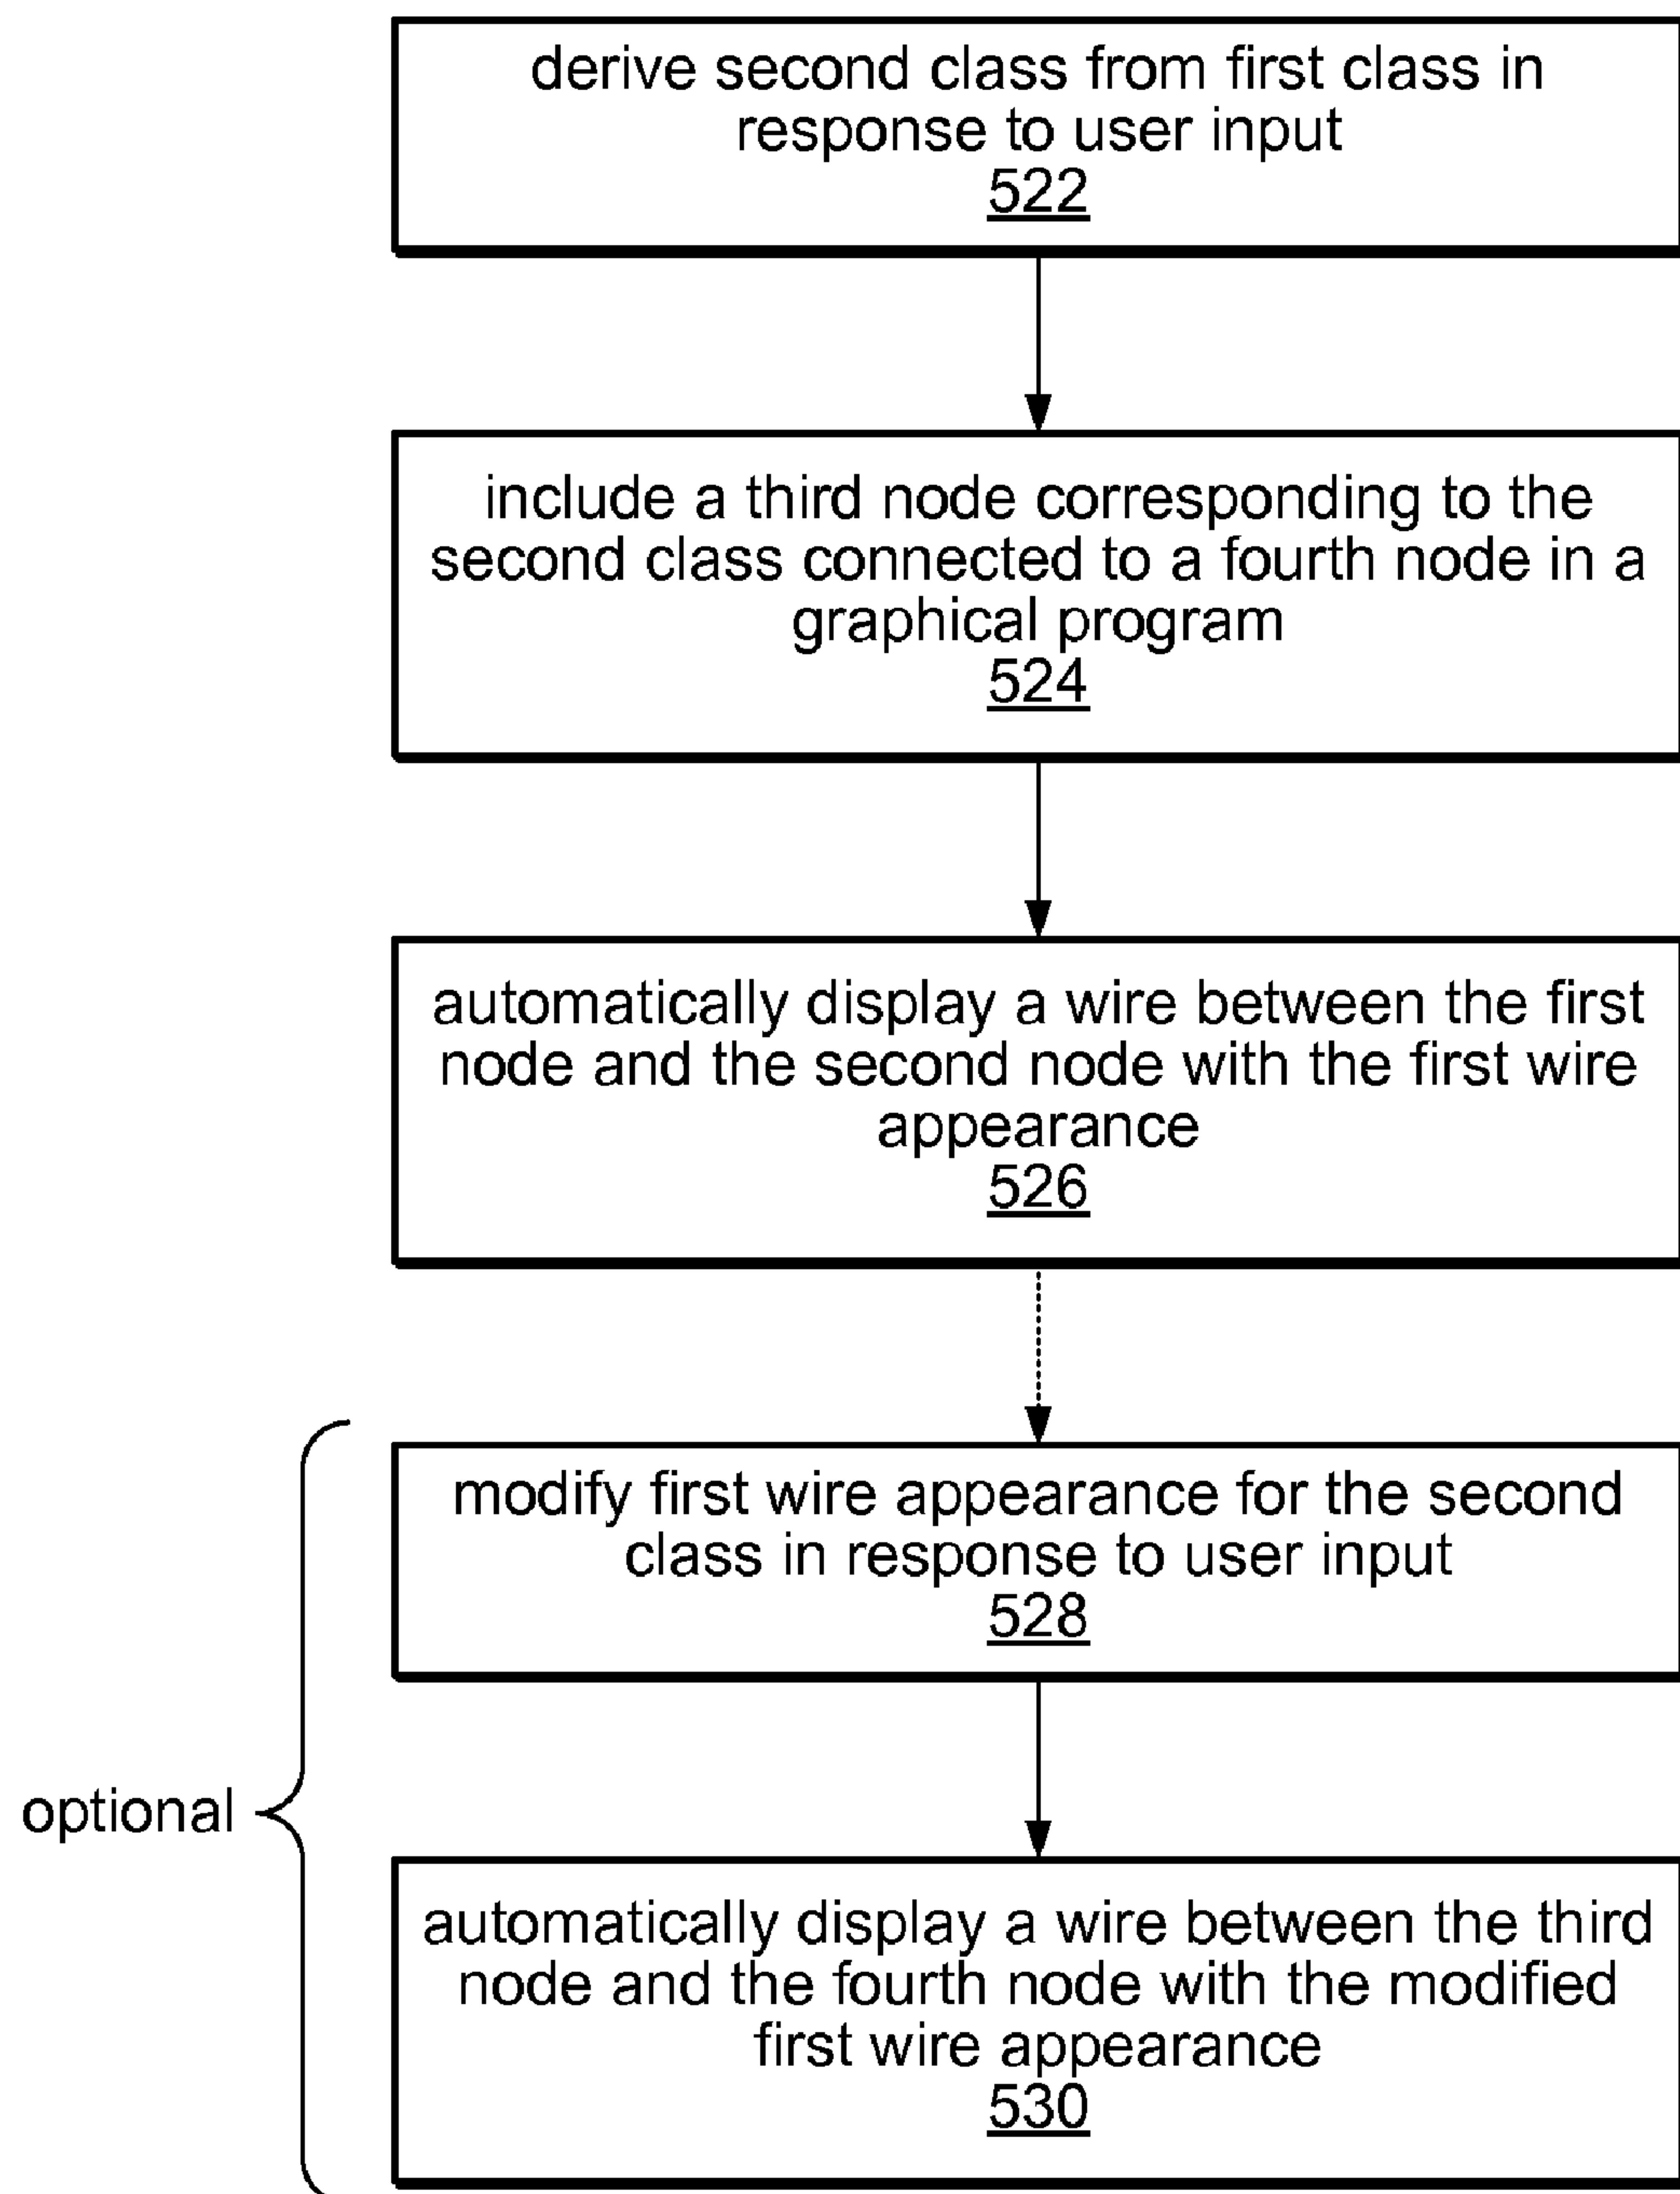 derive second class from first class in
response to user input
522
include a third node corresponding to the
second class connected to a fourth node in a
graphical program
524
automatically display a wire between the first
node and the second node with the first wire
appearance
526
modify first wire appearance for the second
class in response to user input
528
optional
automatically display a wire between the third
node and the fourth node with the modified
first wire appearance
530